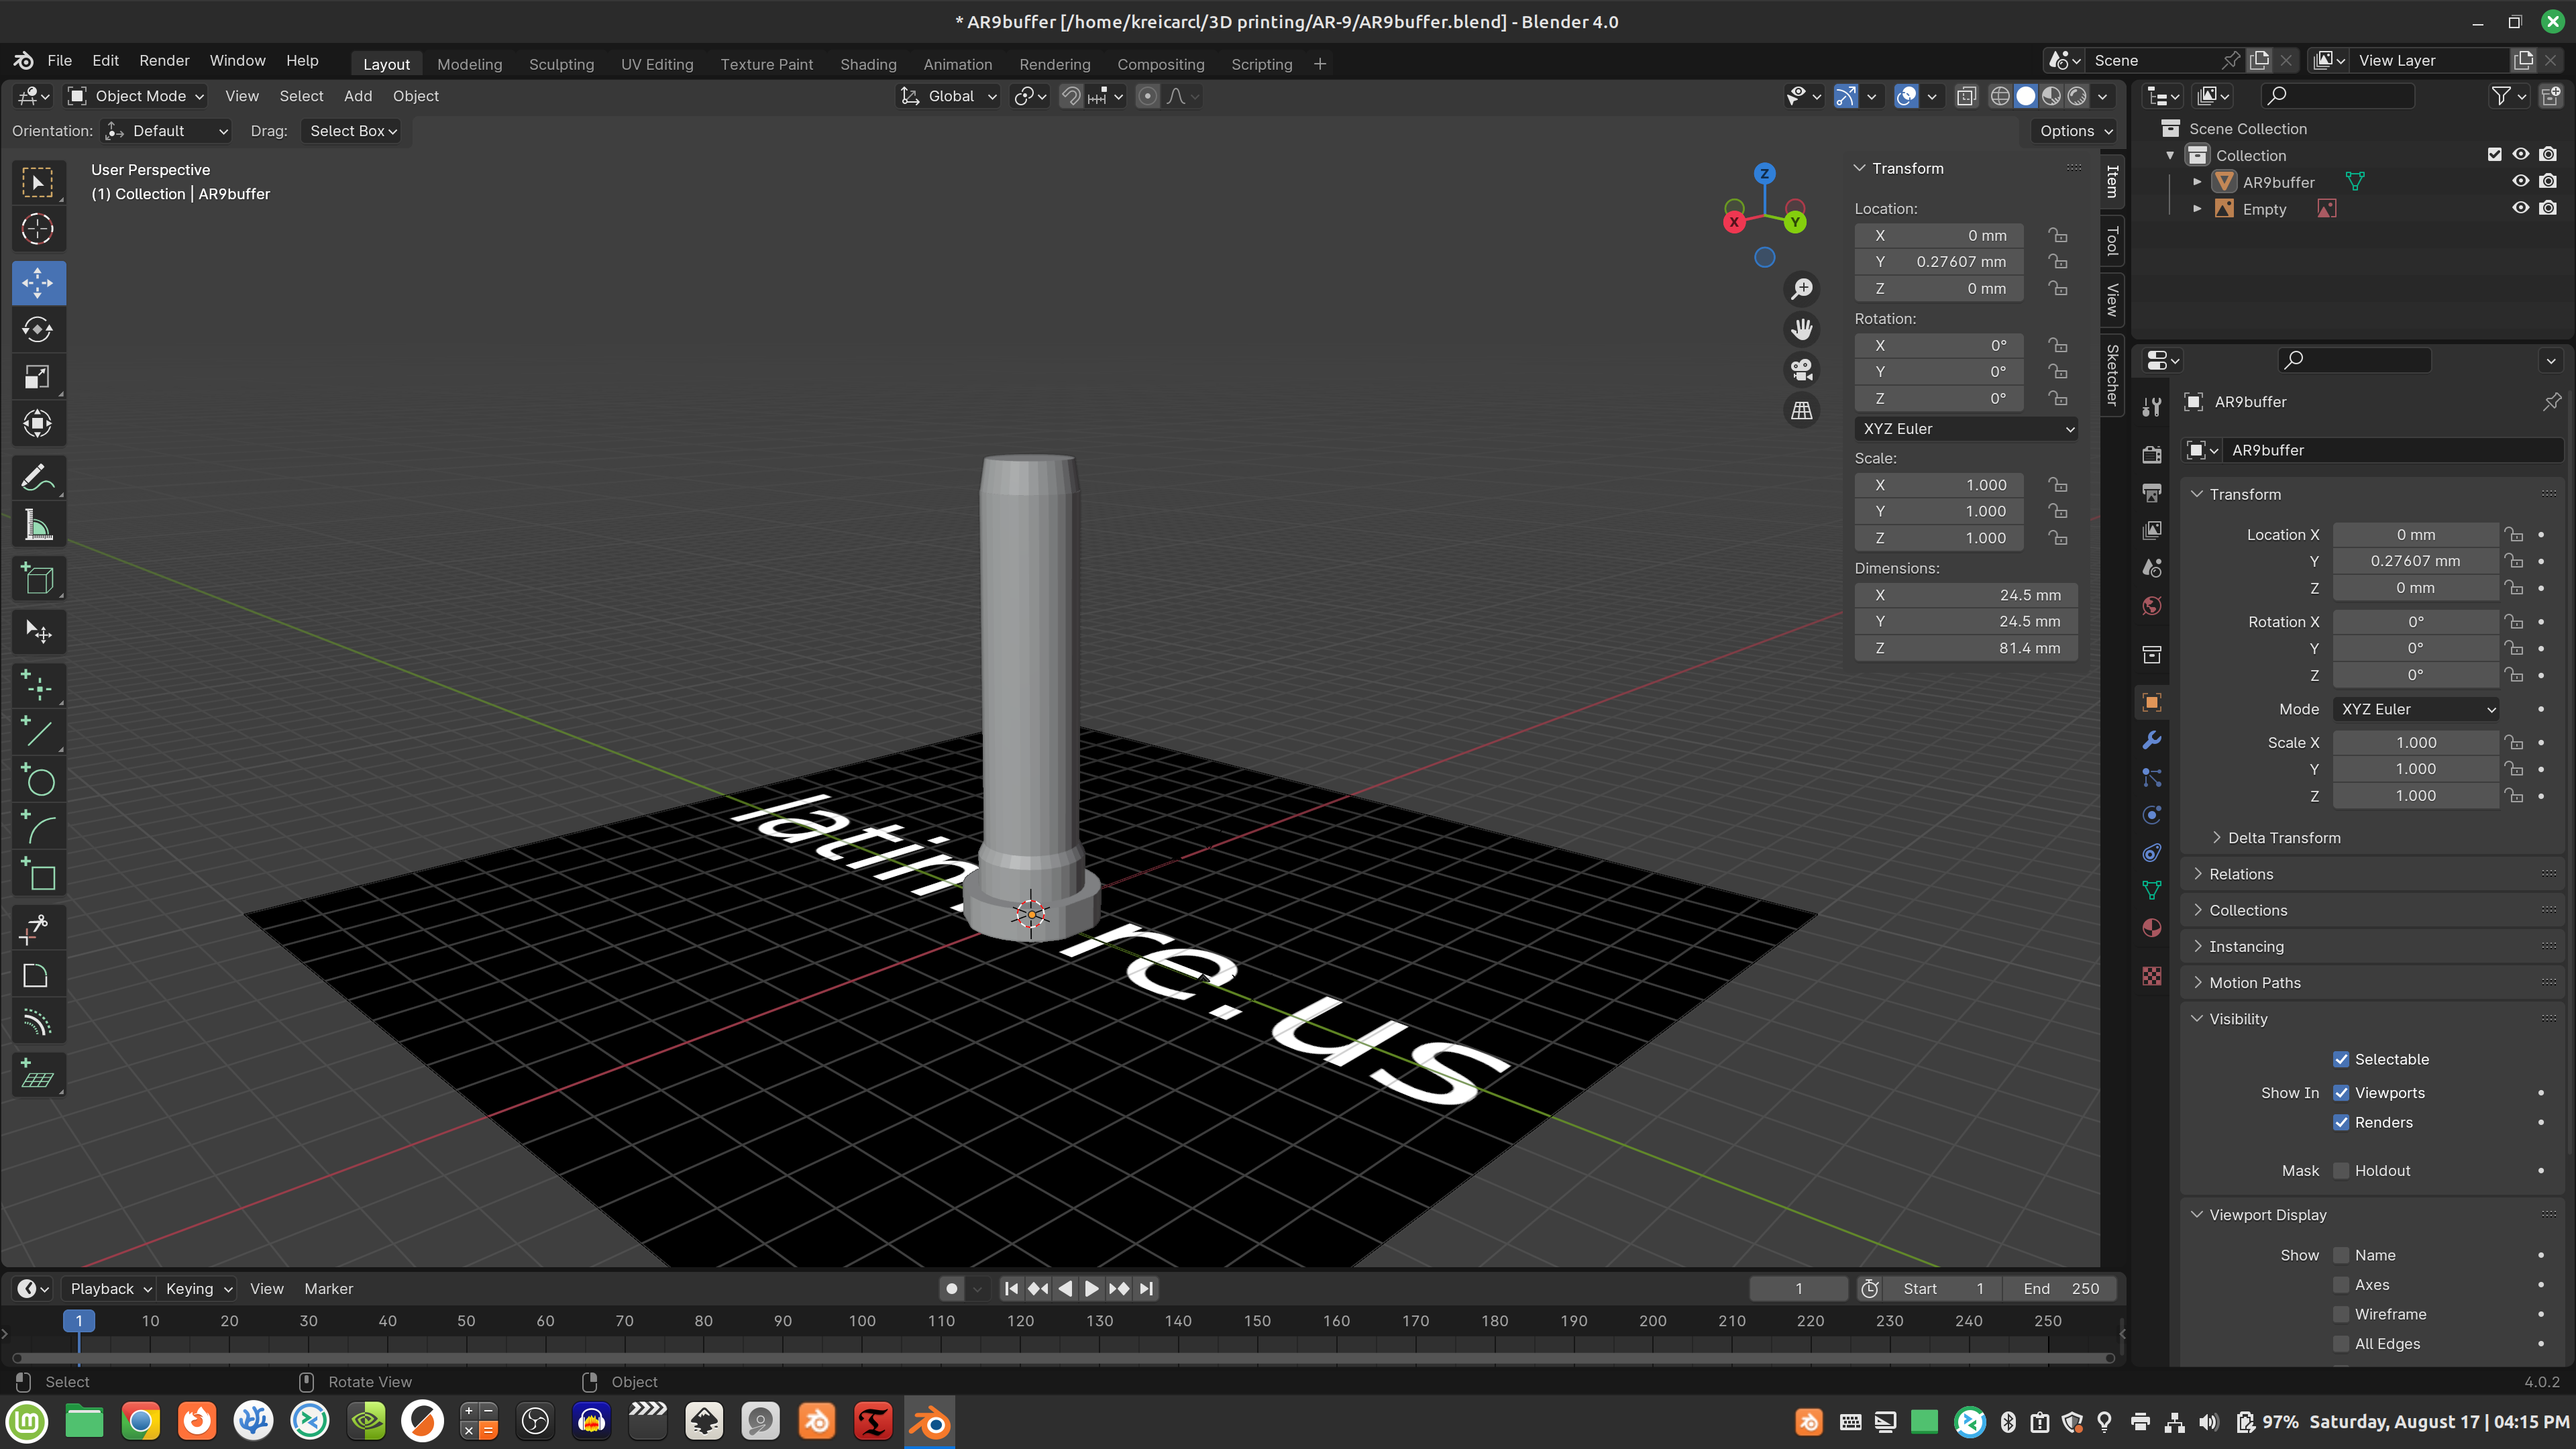 * AR9buffer [/home/kreicarcl/3D printing/AR-9/AR9buffer.blend] - Blender 4.0
File Edit Render Window Help Layout Modeling Sculpting UV Editing Texture Paint Shading Animation Rendering Compositing Scripting + Scene View Layer
Object Mode View Select Add Object Global
Orientation: Default Drag: Select Box Options
User Perspective
(1) Collection | AR9buffer
Z
X
Y
latin
re.us
Transform
Location:
X 0 mm
Y 0.27607 mm
Z 0 mm
Rotation:
X 0°
Y 0°
Z 0°
XYZ Euler
Scale:
X 1.000
Y 1.000
Z 1.000
Dimensions:
X 24.5 mm
Y 24.5 mm
Z 81.4 mm
Item
Tool
View
Sketcher
Scene Collection
Collection
AR9buffer
Empty
AR9buffer
AR9buffer
Transform
Location X 0 mm
Y 0.27607 mm
Z 0 mm
Rotation X 0°
Y 0°
Z 0°
Mode XYZ Euler
Scale X 1.000
Y 1.000
Z 1.000
Delta Transform
Relations
Collections
Instancing
Motion Paths
Visibility
Selectable
Show In Viewports
Renders
Mask Holdout
Viewport Display
Show Name
Axes
Wireframe
All Edges
Playback Keying View Marker 1 Start 1 End 250
1 10 20 30 40 50 60 70 80 90 100 110 120 130 140 150 160 170 180 190 200 210 220 230 240 250
Select Rotate View Object 4.0.2
97% Saturday, August 17 | 04:15 PM